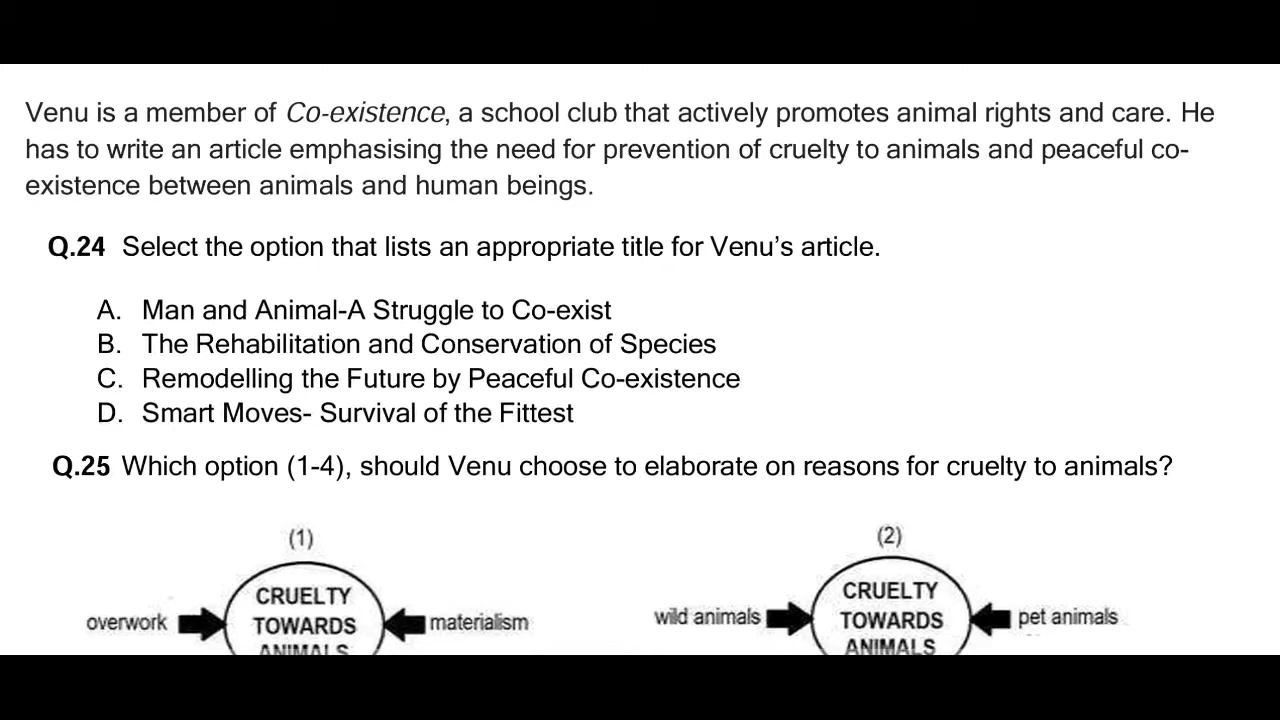 Venu is a member of Co-existence, a school club that actively promotes animal rights and care. He
has to write an article emphasising the need for prevention of cruelty to animals and peaceful co-
existence between animals and human beings.
Q.24 Select the option that lists an appropriate title for Venu’s article.
A. Man and Animal-A Struggle to Co-exist
B. The Rehabilitation and Conservation of Species
C. Remodelling the Future by Peaceful Co-existence
D. Smart Moves- Survival of the Fittest
Q.25 Which option (1-4), should Venu choose to elaborate on reasons for cruelty to animals?
(1)
CRUELTY
overwork TOWARDS materialism
ANIMALS
(2)
CRUELTY
wild animals TOWARDS pet animals
ANIMALS